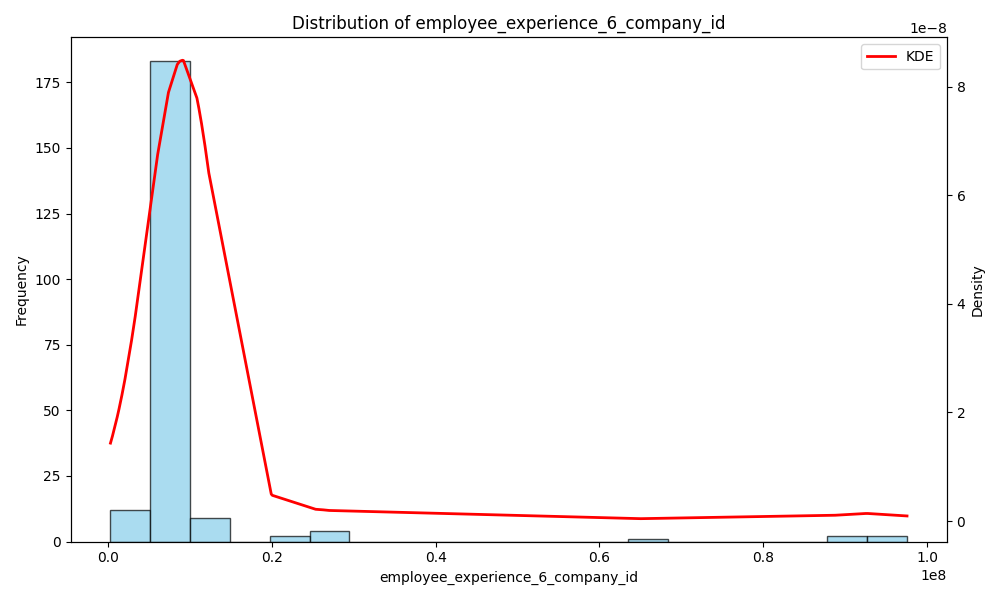 Distribution of employee_experience_6_company_id
1e−8
KDE
175
150
125
100
75
50
25
0
Frequency
8
6
4
2
0
Density
0.0 0.2 0.4 0.6 0.8 1.0
1e8
employee_experience_6_company_id